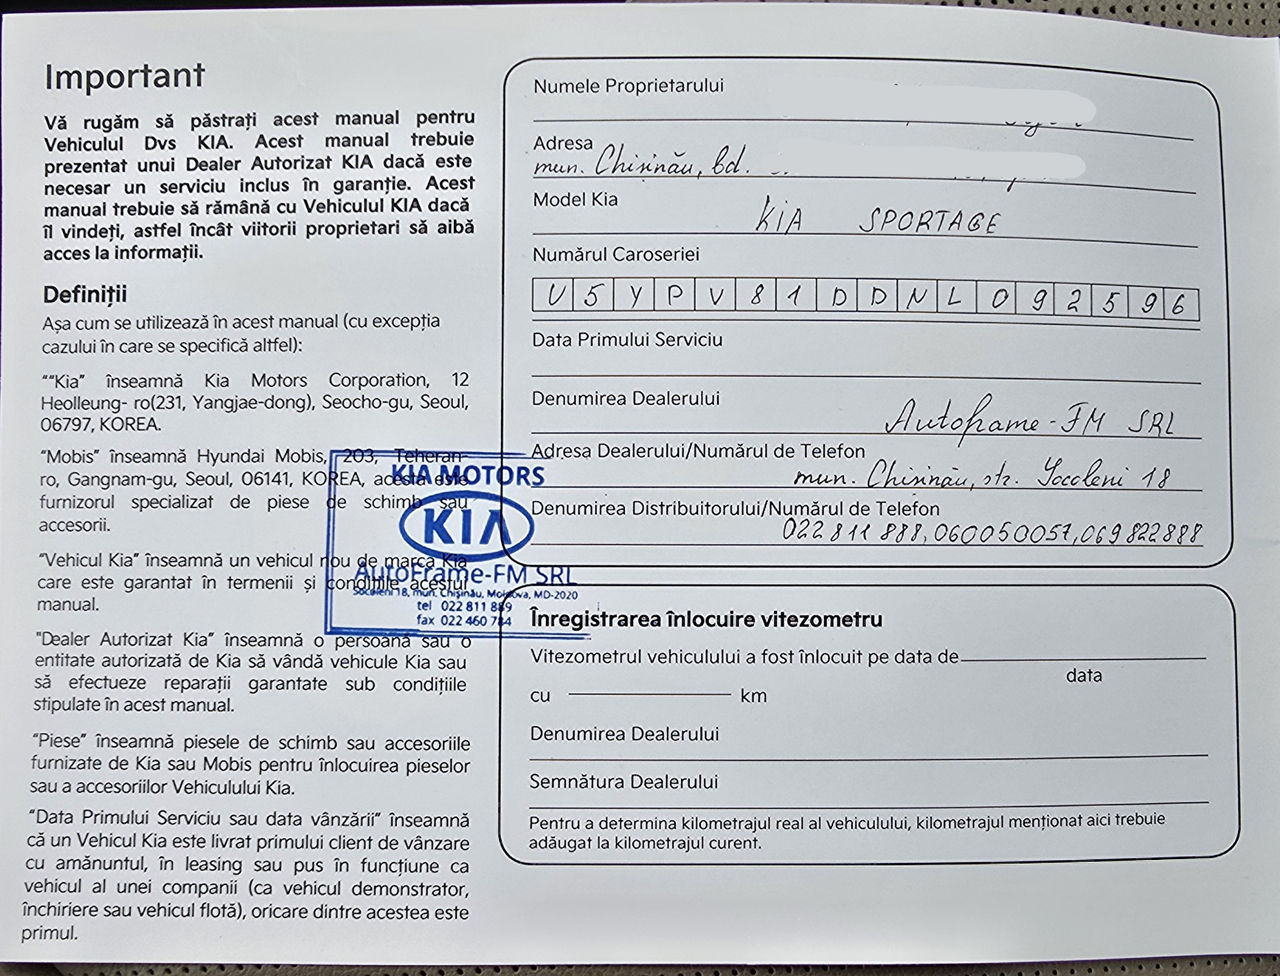 Important
Vă rugăm să păstrați acest manual pentru
Vehiculul Dvs KIA. Acest manual trebuie
prezentat unui Dealer Autorizat KIA dacă este
necesar un serviciu inclus în garanție. Acest
manual trebuie să rămână cu Vehiculul KIA dacă
îl vindeți, astfel încât viitorii proprietari să aibă
acces la informații.
Definiții
Așa cum se utilizează în acest manual (cu excepția
cazului în care se specifică altfel):
““Kia” înseamnă Kia Motors Corporation, 12
Heolleung- ro(231, Yangjae-dong), Seocho-gu, Seoul,
06797, KOREA.
“Mobis” înseamnă Hyundai Mobis, 203, Teheran-
ro, Gangnam-gu, Seoul, 06141, KOREA, acesta este
furnizorul specializat de piese de schimb sau
accesorii.
“Vehicul Kia” înseamnă un vehicul nou de marca Kia
care este garantat în termenii și condițiile acestui
manual.
"Dealer Autorizat Kia” înseamnă o persoană sau o
entitate autorizată de Kia să vândă vehicule Kia sau
să efectueze reparații garantate sub condițiile
stipulate în acest manual.
“Piese” înseamnă piesele de schimb sau accesoriile
furnizate de Kia sau Mobis pentru înlocuirea pieselor
sau a accesoriilor Vehiculului Kia.
“Data Primului Serviciu sau data vânzării” înseamnă
că un Vehicul Kia este livrat primului client de vânzare
cu amănuntul, în leasing sau pus în funcțiune ca
vehicul al unei companii (ca vehicul demonstrator,
închiriere sau vehicul flotă), oricare dintre acestea este
primul.
KIA MOTORS
KIA
AutoFrame-FM SRL
Socoleni 18, mun. Chișinău, Moldova, MD-2020
tel 022 811 889
fax 022 460 784
Numele Proprietarului
Adresa
mun. Chisinău, bd.
Model Kia
KIA SPORTAGE
Numărul Caroseriei
U5YPV81DDNL092596
Data Primului Serviciu
Denumirea Dealerului
Autoframe-FM SRL
Adresa Dealerului/Numărul de Telefon
mun. Chisinău, str. Socoleni 18
Denumirea Distribuitorului/Numărul de Telefon
022 811 888, 060050057, 069 822888
Înregistrarea înlocuire vitezometru
Vitezometrul vehiculului a fost înlocuit pe data de
data
cu km
Denumirea Dealerului
Semnătura Dealerului
Pentru a determina kilometrajul real al vehiculului, kilometrajul menționat aici trebuie
adăugat la kilometrajul curent.